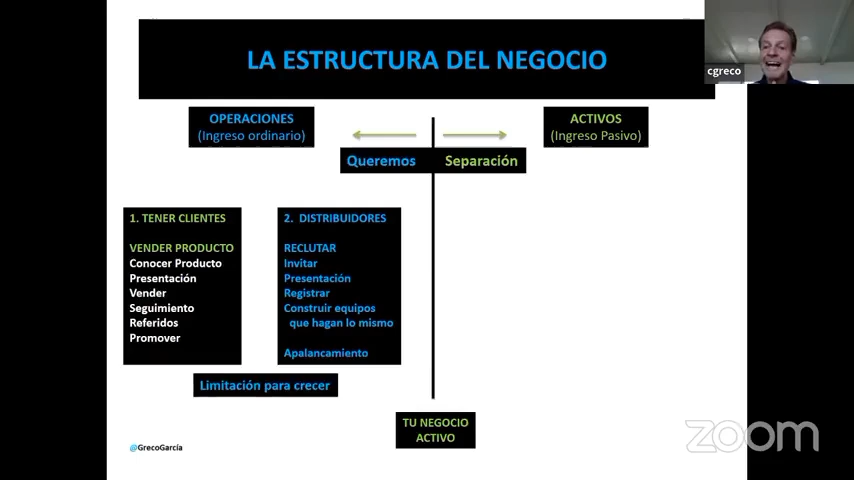 LA ESTRUCTURA DEL NEGOCIO
cgreco
OPERACIONES
(Ingreso ordinario)
ACTIVOS
(Ingreso Pasivo)
Queremos
Separación
1. TENER CLIENTES
VENDER PRODUCTO
Conocer Producto
Presentación
Vender
Seguimiento
Referidos
Promover
2. DISTRIBUIDORES
RECLUTAR
Invitar
Presentación
Registrar
Construir equipos
que hagan lo mismo
Apalancamiento
Limitación para crecer
TU NEGOCIO
ACTIVO
@GrecoGarcía
zoom